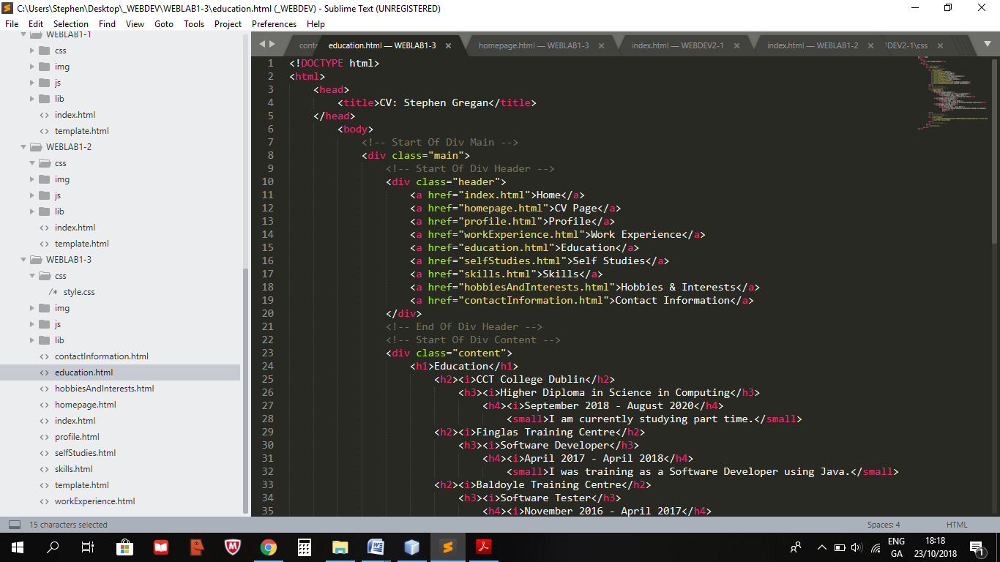 C:\Users\Stephen\Desktop\_WEBDEV\WEBLAB1-3\education.html (_WEBDEV) - Sublime Text (UNREGISTERED)
File Edit Selection Find View Goto Tools Project Preferences Help
WEBLAB1-1
css
img
js
lib
index.html
template.html
WEBLAB1-2
css
img
js
lib
index.html
template.html
WEBLAB1-3
css
/* style.css
img
js
lib
<> contactInformation.html
<> education.html
<> hobbiesAndInterests.html
<> homepage.html
<> index.html
<> profile.html
<> selfStudies.html
<> skills.html
<> template.html
<> workExperience.html
conta education.html — WEBLAB1-3 × homepage.html — WEBLAB1-3 × index.html — WEBDEV2-1 × index.html — WEBLAB1-2 × DEV2-1\css ×
1 <!DOCTYPE html>
2 <html>
3 <head>
4 <title>CV: Stephen Gregan</title>
5 </head>
6 <body>
7 <!-- Start Of Div Main -->
8 <div class="main">
9 <!-- Start Of Div Header -->
10 <div class="header">
11 <a href="index.html">Home</a>
12 <a href="homepage.html">CV Page</a>
13 <a href="profile.html">Profile</a>
14 <a href="workExperience.html">Work Experience</a>
15 <a href="education.html">Education</a>
16 <a href="selfStudies.html">Self Studies</a>
17 <a href="skills.html">Skills</a>
18 <a href="hobbiesAndInterests.html">Hobbies & Interests</a>
19 <a href="contactInformation.html">Contact Information</a>
20 </div>
21 <!-- End Of Div Header -->
22 <!-- Start Of Div Content -->
23 <div class="content">
24 <h1>Education</h1>
25 <h2><i>CCT College Dublin</h2>
26 <h3><i>Higher Diploma in Science in Computing</h3>
27 <h4><i>September 2018 - August 2020</h4>
28 <small>I am currently studying part time.</small>
29 <h2><i>Finglas Training Centre</h2>
30 <h3><i>Software Developer</h3>
31 <h4><i>April 2017 - April 2018</h4>
32 <small>I was training as a Software Developer using Java.</small>
33 <h2><i>Baldoyle Training Centre</h2>
34 <h3><i>Software Tester</h3>
35 <h4><i>November 2016 - April 2017</h4>
15 characters selected
Spaces: 4 HTML
ENG
GA
18:18
23/10/2018
1